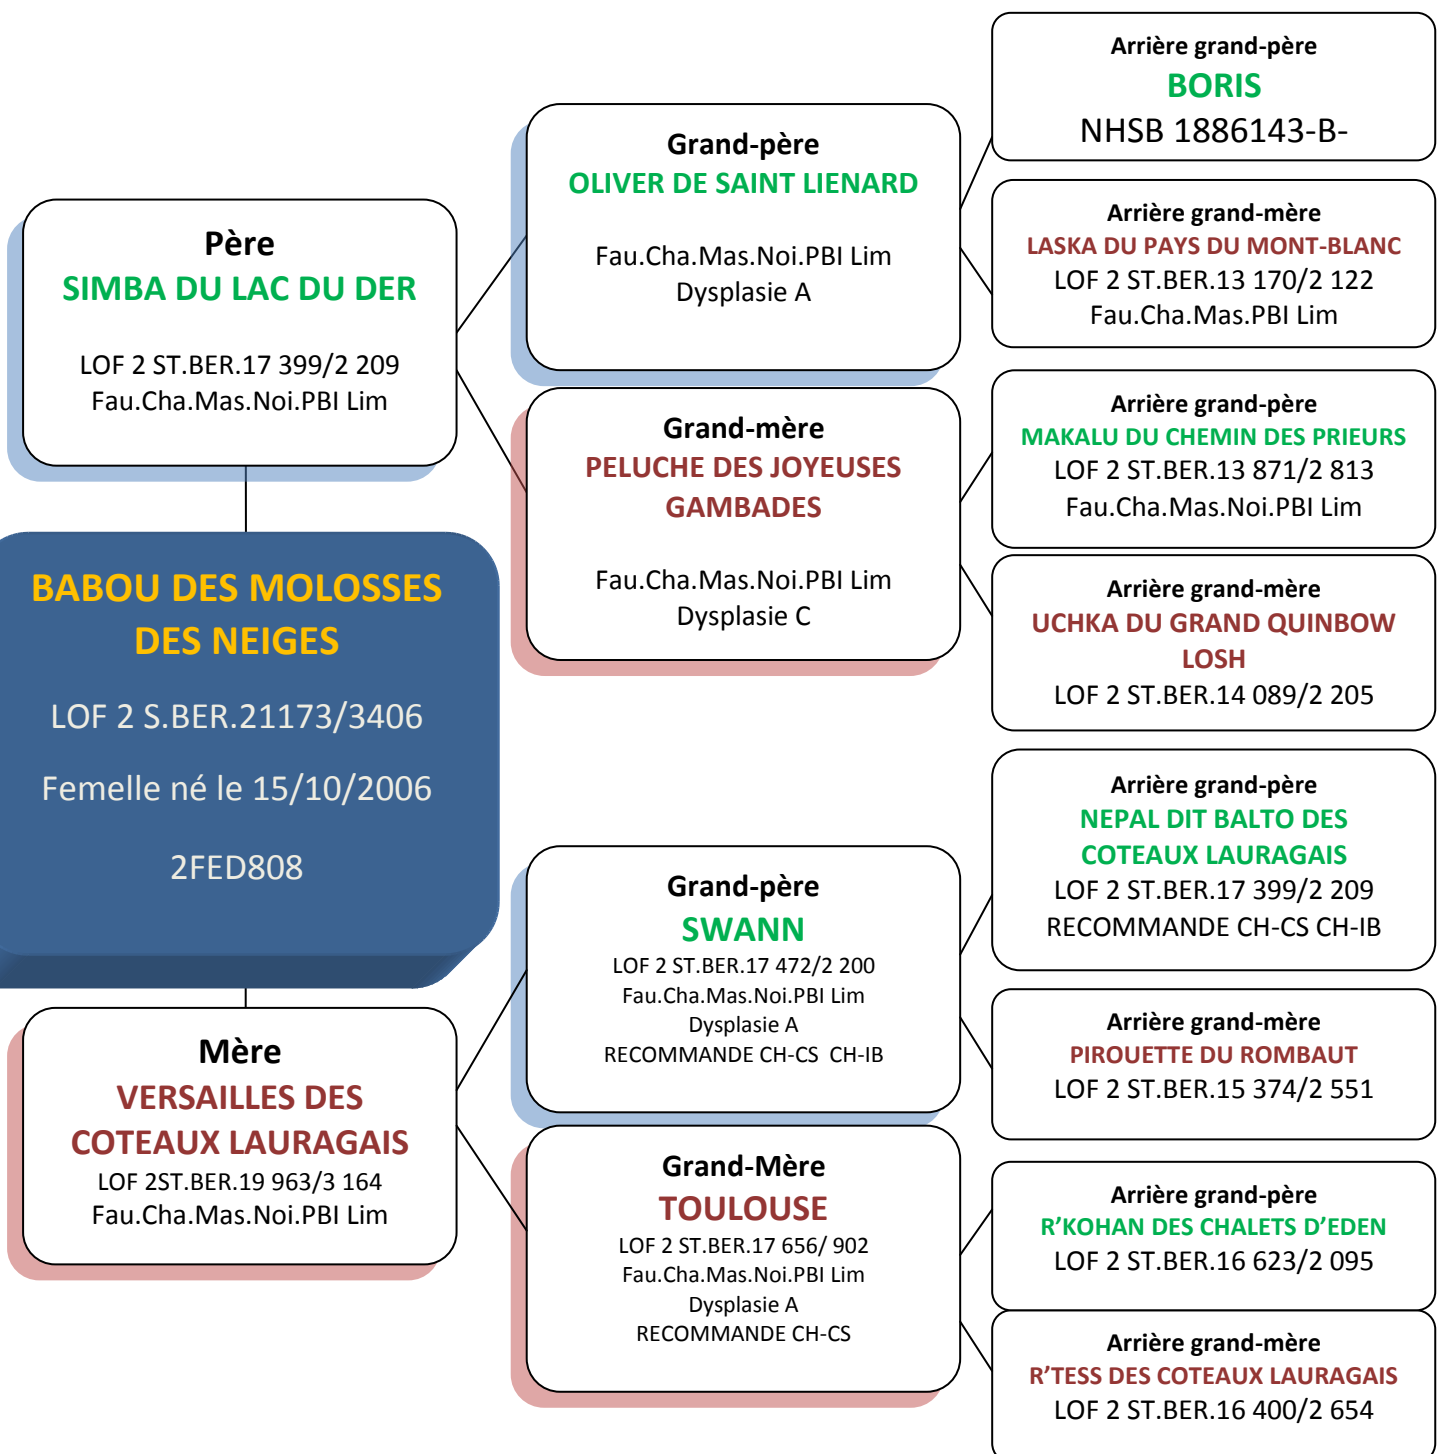 Père
SIMBA DU LAC DU DER
LOF 2 ST.BER.17 399/2 209
Fau.Cha.Mas.Noi.PBI Lim
BABOU DES MOLOSSES
DES NEIGES
LOF 2 S.BER.21173/3406
Femelle né le 15/10/2006
2FED808
Mère
VERSAILLES DES
COTEAUX LAURAGAIS
LOF 2ST.BER.19 963/3 164
Fau.Cha.Mas.Noi.PBI Lim
Grand-père
OLIVER DE SAINT LIENARD
Fau.Cha.Mas.Noi.PBI Lim
Dysplasie A
Grand-mère
PELUCHE DES JOYEUSES
GAMBADES
Fau.Cha.Mas.Noi.PBI Lim
Dysplasie C
Grand-père
SWANN
LOF 2 ST.BER.17 472/2 200
Fau.Cha.Mas.Noi.PBI Lim
Dysplasie A
RECOMMANDE CH-CS  CH-IB
Grand-Mère
TOULOUSE
LOF 2 ST.BER.17 656/ 902
Fau.Cha.Mas.Noi.PBI Lim
Dysplasie A
RECOMMANDE CH-CS
Arrière grand-père
BORIS
NHSB 1886143-B-
Arrière grand-mère
LASKA DU PAYS DU MONT-BLANC
LOF 2 ST.BER.13 170/2 122
Fau.Cha.Mas.PBI Lim
Arrière grand-père
MAKALU DU CHEMIN DES PRIEURS
LOF 2 ST.BER.13 871/2 813
Fau.Cha.Mas.Noi.PBI Lim
Arrière grand-mère
UCHKA DU GRAND QUINBOW
LOSH
LOF 2 ST.BER.14 089/2 205
Arrière grand-père
NEPAL DIT BALTO DES
COTEAUX LAURAGAIS
LOF 2 ST.BER.17 399/2 209
RECOMMANDE CH-CS CH-IB
Arrière grand-mère
PIROUETTE DU ROMBAUT
LOF 2 ST.BER.15 374/2 551
Arrière grand-père
R’KOHAN DES CHALETS D’EDEN
LOF 2 ST.BER.16 623/2 095
Arrière grand-mère
R’TESS DES COTEAUX LAURAGAIS
LOF 2 ST.BER.16 400/2 654